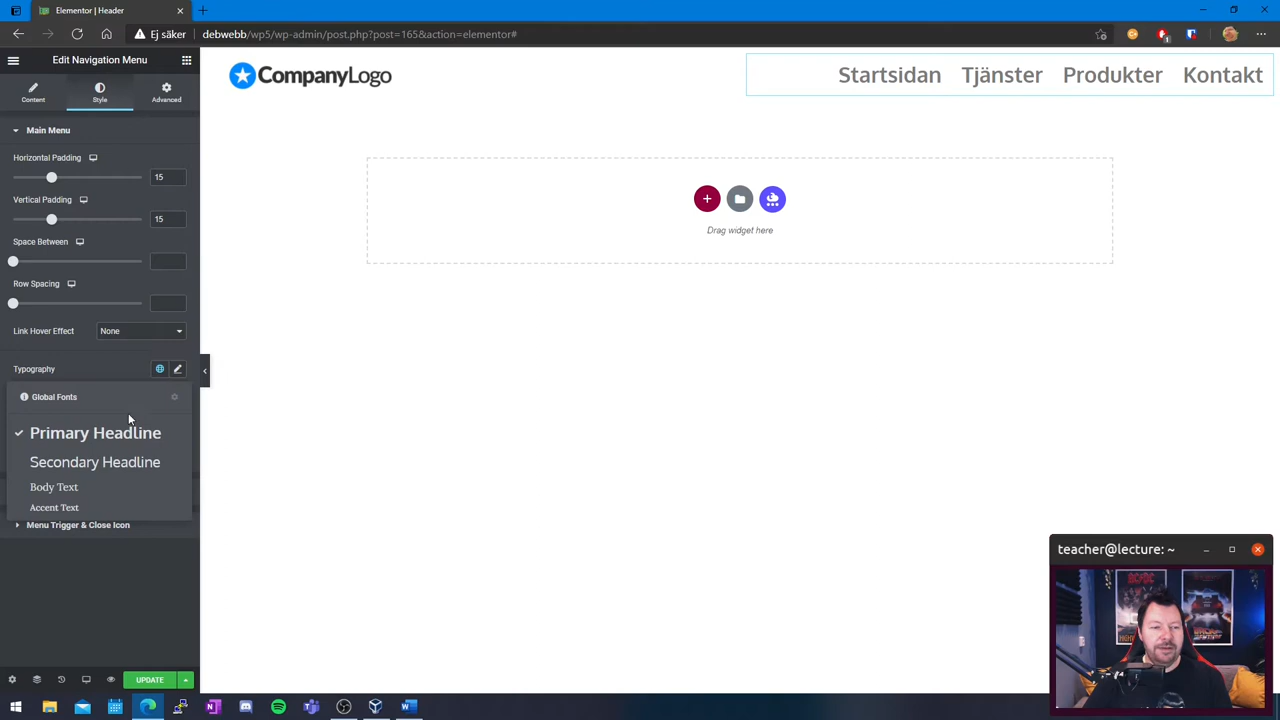 Elementor | Header
Ej säker
debwebb/wp5/wp-admin/post.php?post=165&action=elementor#
Edit Navigation Menu
Content
Style
Advanced
CompanyLogo
Startsidan
Tjänster
Produkter
Kontakt
Main Menu
Horizontal Padding
15
Vertical Padding
15
Space Between
Row Spacing
Link Hover Effect
None
Typography
Global Fonts
Primary Headline
Secondary Headline
Body Text
Accent Text
Menu Trigger & Close Icon
Drag widget here
UPDATE
teacher@lecture: ~